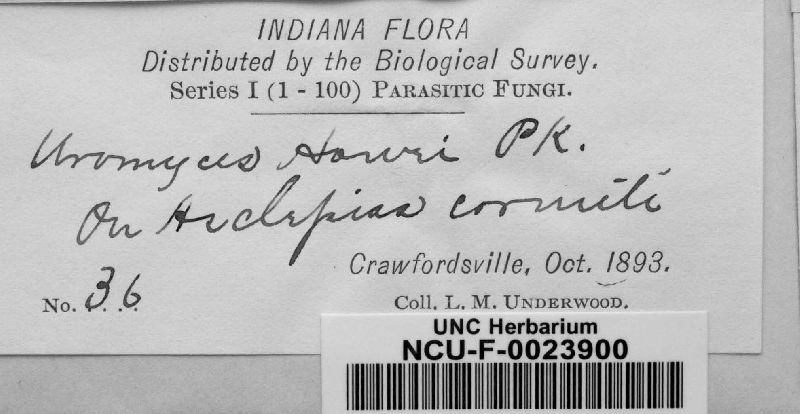 INDIANA FLORA
Distributed by the Biological Survey.
Series I (1 - 100) PARASITIC FUNGI.
Uromyces Howei Pk.
On Asclepias cornuti
Crawfordsville, Oct. 1893.
No. 36
Coll. L. M. UNDERWOOD.
UNC Herbarium
NCU-F-0023900